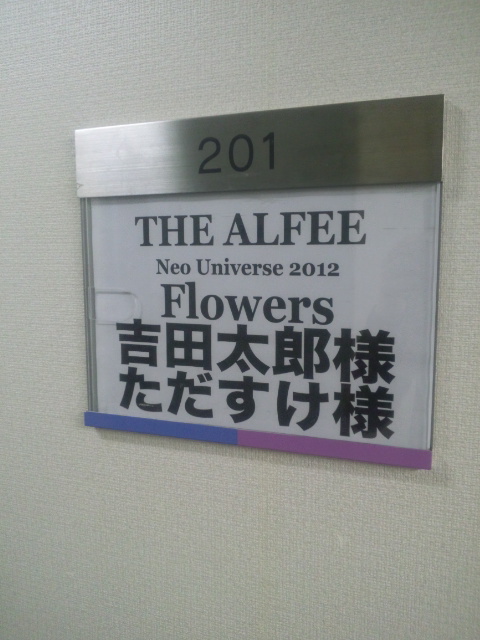 201
THE ALFEE
Neo Universe 2012
Flowers
吉田太郎様
ただすけ様